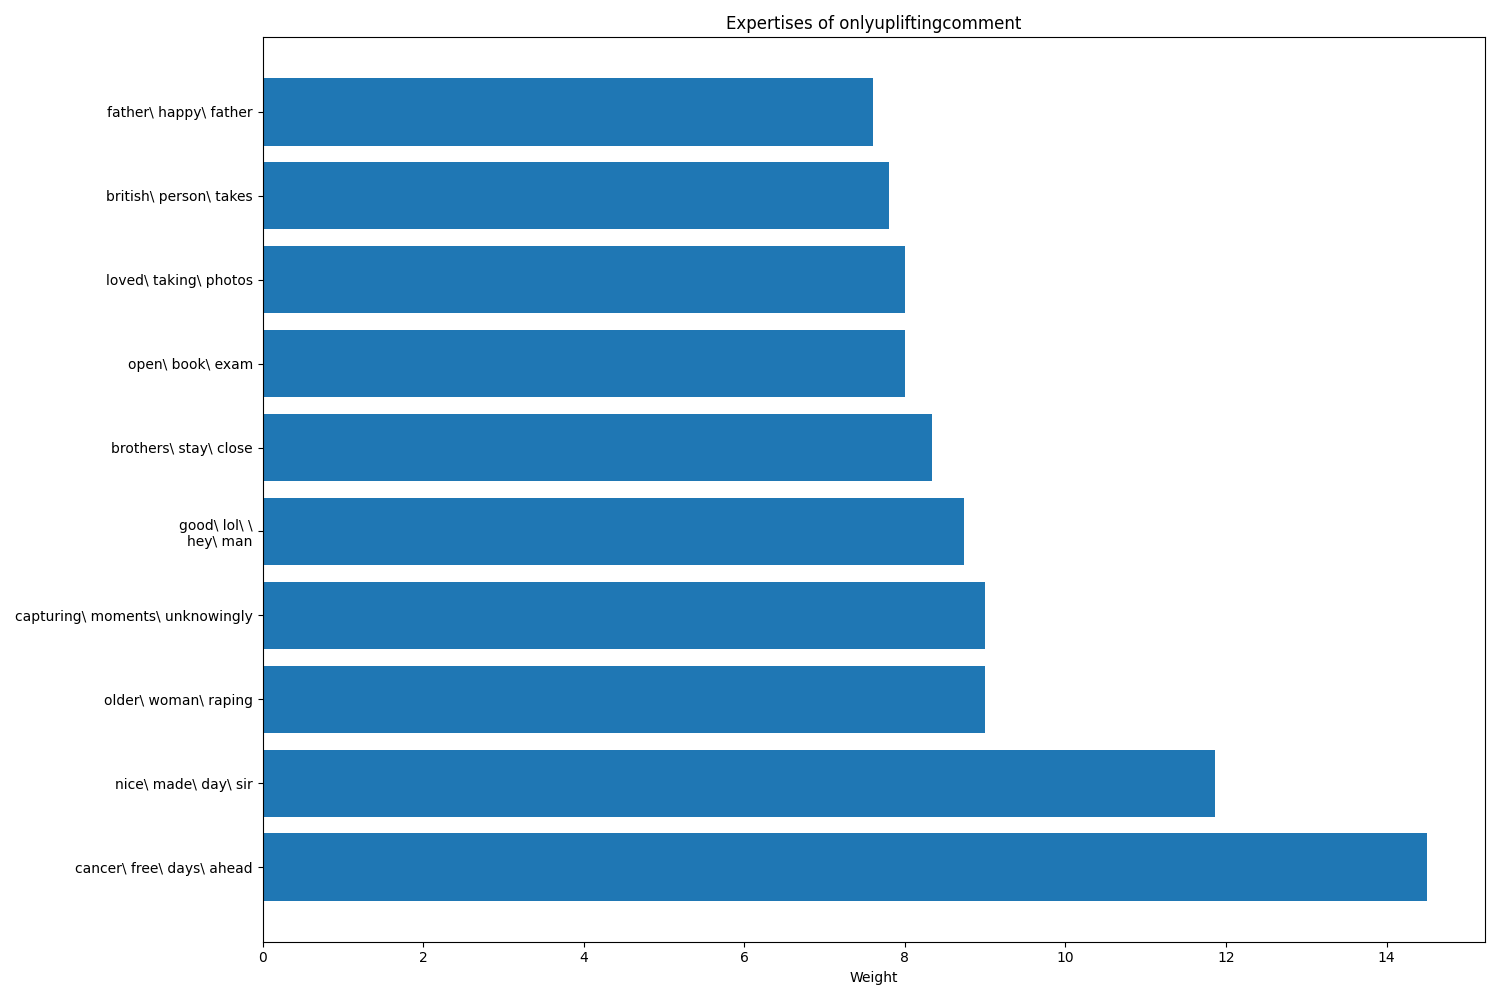 Expertises of onlyupliftingcomment
father\ happy\ father
british\ person\ takes
loved\ taking\ photos
open\ book\ exam
brothers\ stay\ close
good\ lol\ \
hey\ man
capturing\ moments\ unknowingly
older\ woman\ raping
nice\ made\ day\ sir
cancer\ free\ days\ ahead
0 2 4 6 8 10 12 14
Weight